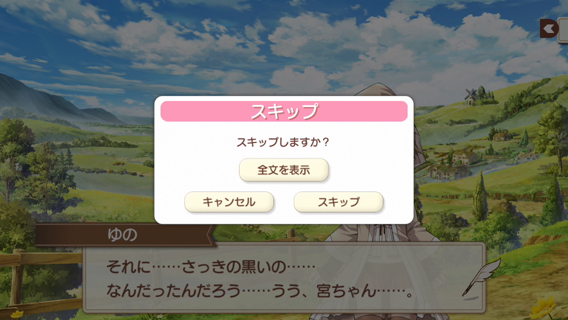 スキップ
スキップしますか？
全文を表示
キャンセル
スキップ
ゆの
それに……さっきの黒いの……
なんだったんだろう……うう、宮ちゃん……。